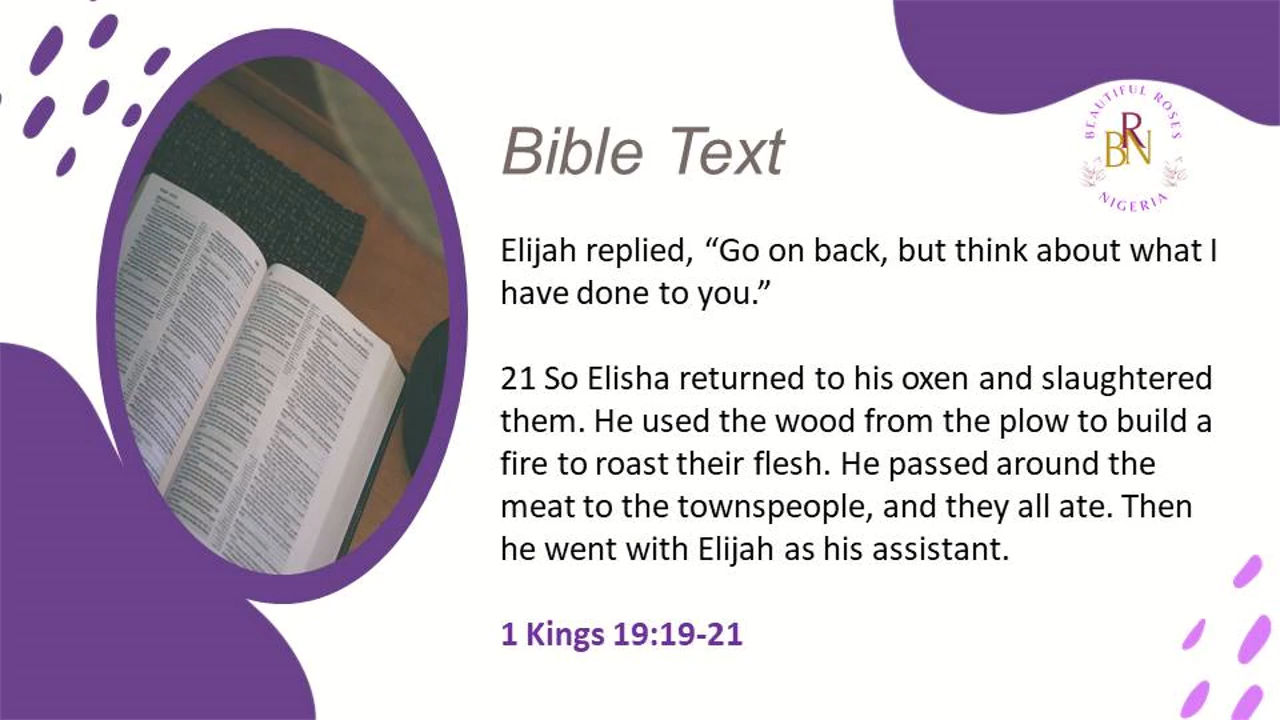 Bible Text
BEAUTIFUL ROSES
BRN
NIGERIA
Elijah replied, “Go on back, but think about what I
have done to you.”
21 So Elisha returned to his oxen and slaughtered
them. He used the wood from the plow to build a
fire to roast their flesh. He passed around the
meat to the townspeople, and they all ate. Then
he went with Elijah as his assistant.
1 Kings 19:19-21